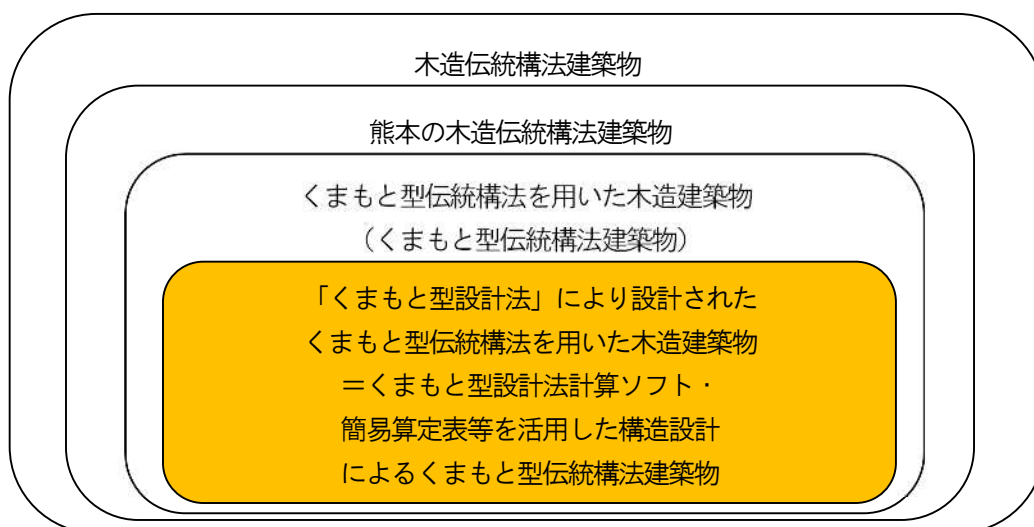 木造伝統構法建築物
熊本の木造伝統構法建築物
くまもと型伝統構法を用いた木造建築物
（くまもと型伝統構法建築物）
「くまもと型設計法」により設計された
くまもと型伝統構法を用いた木造建築物
＝くまもと型設計法計算ソフト・
簡易算定表等を活用した構造設計
によるくまもと型伝統構法建築物